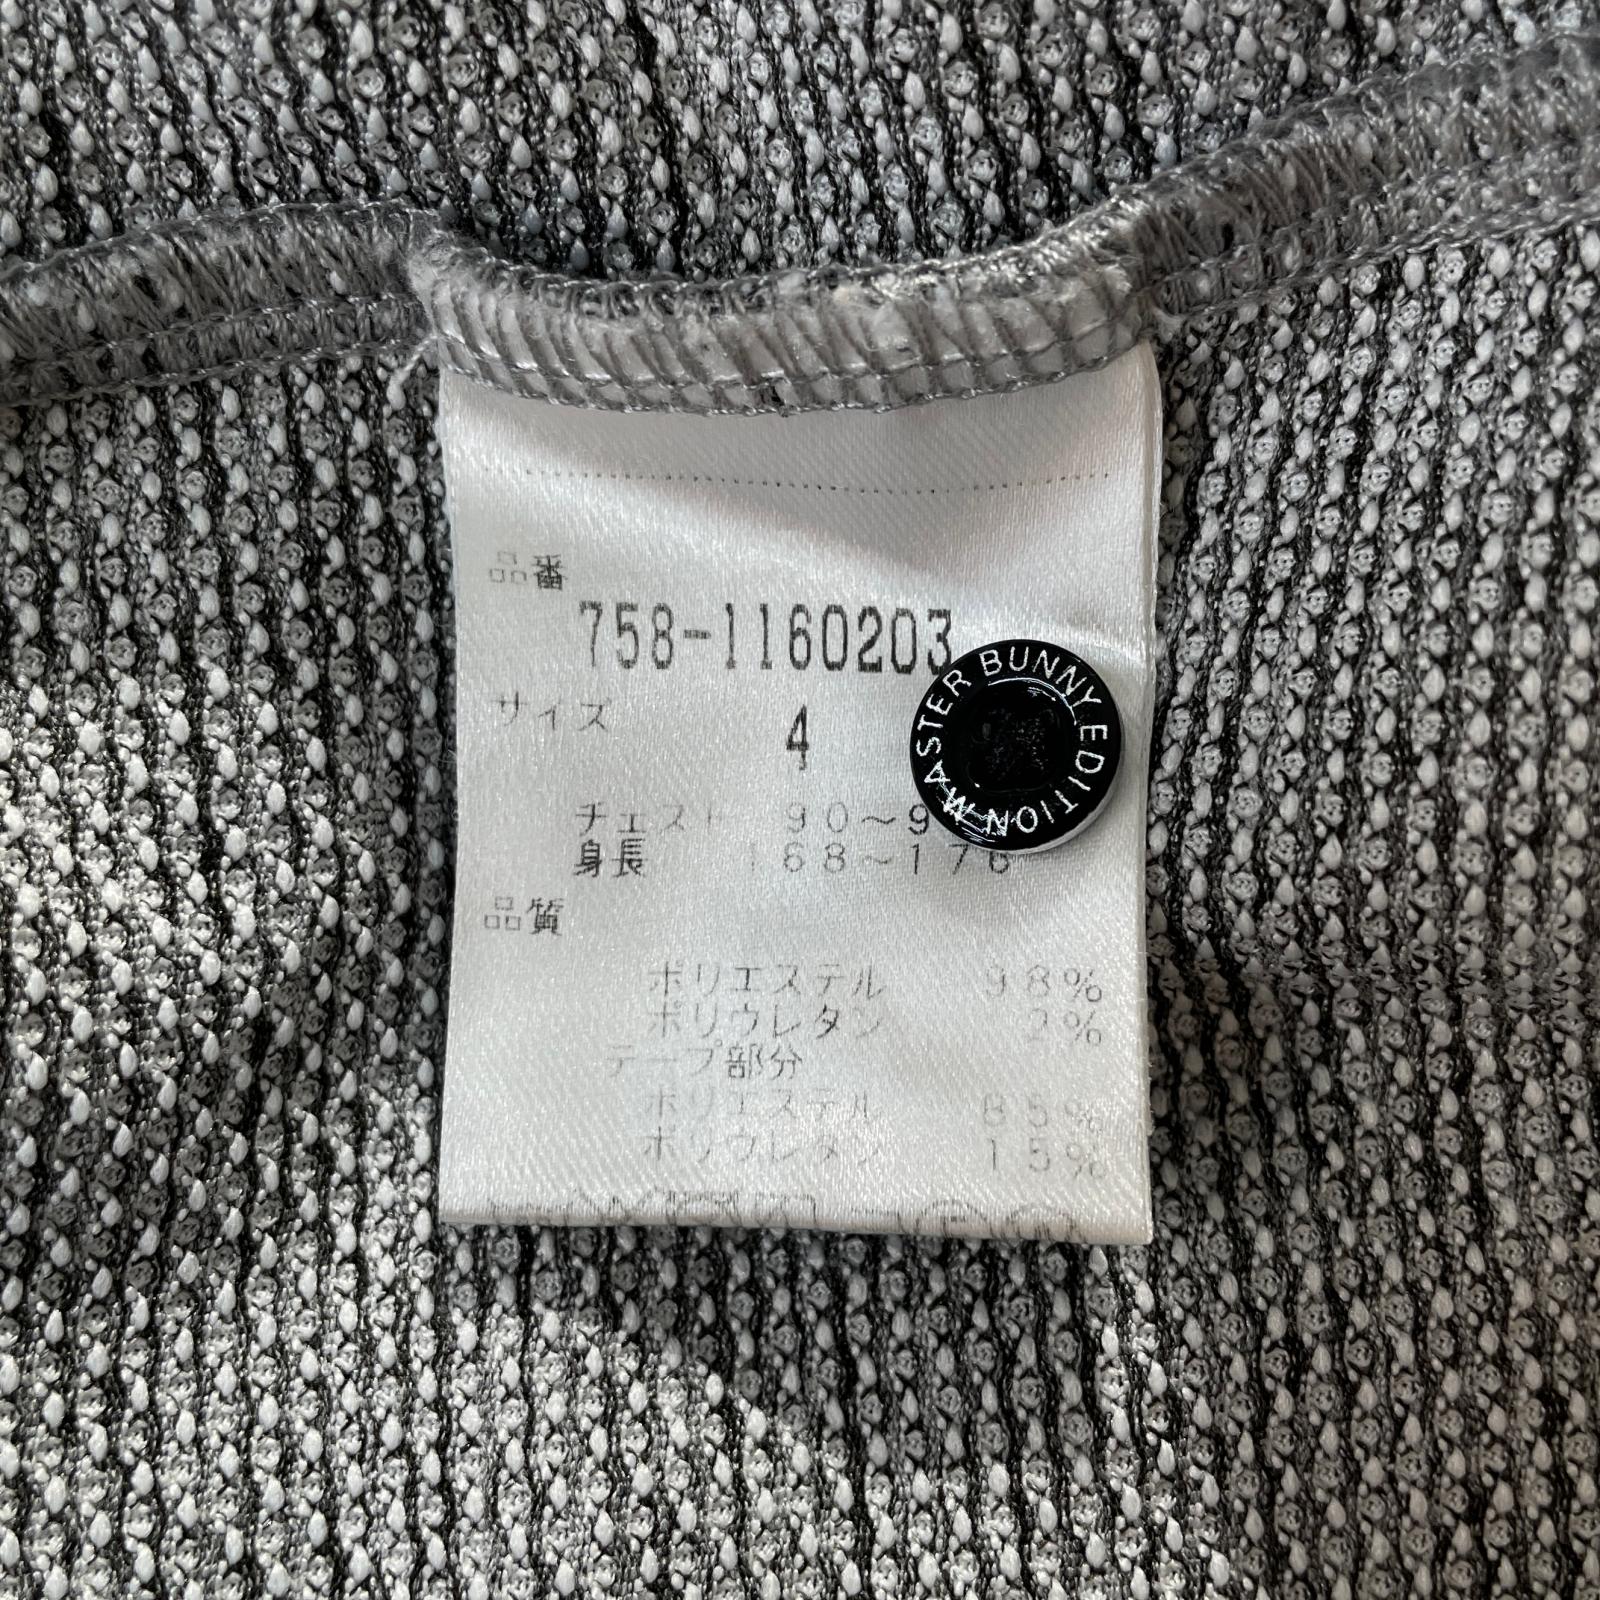 品番
758-1160203
サイズ 4
チェスト 90～9
身長 168～176
品質
ポリエステル 98%
ポリウレタン 2%
テープ部分
ポリエステル 85%
ポリウレタン 15%
MASTER BUNNY EDITION